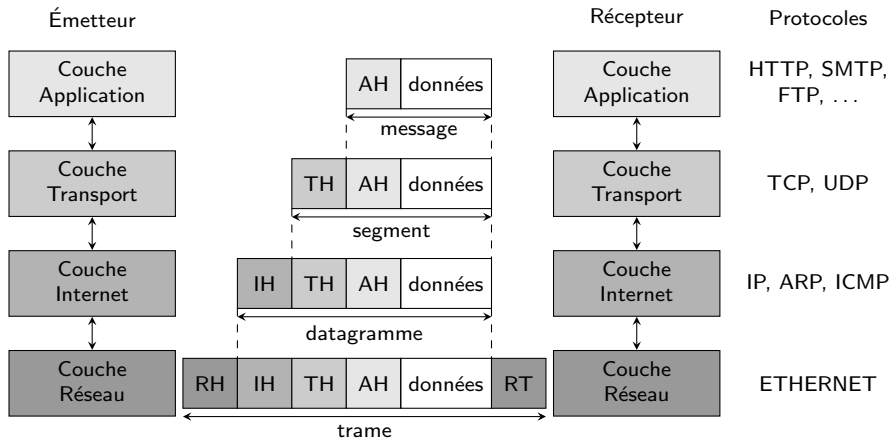 Émetteur
Récepteur
Protocoles
Couche
Application
AH
données
Couche
Application
HTTP, SMTP,
FTP, ...
message
Couche
Transport
TH
AH
données
Couche
Transport
TCP, UDP
segment
Couche
Internet
IH
TH
AH
données
Couche
Internet
IP, ARP, ICMP
datagramme
Couche
Réseau
RH
IH
TH
AH
données
RT
Couche
Réseau
ETHERNET
trame